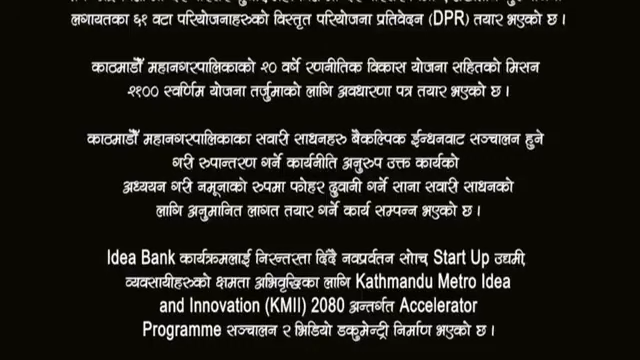 लगायतका ६१ वटा परियोजनाहरुको विस्तृत परियोजना प्रतिवेदन (DPR) तयार भएको छ ।
काठमाडौँ महानगरपालिकाको २० वर्षे रणनीतिक विकास योजना सहितको मिसन
२१०० स्वर्णिम योजना तर्जुमाको लागि अवधारणा पत्र तयार भएको छ ।
काठमाडौँ महानगरपालिकाका सवारी साधनहरु बैकल्पिक ईन्धनवाट सञ्चालन हुने
गरी रुपान्तरण गर्ने कार्यनीति अनुरुप उक्त कार्यको
अध्ययन गरी नमूनाको रुपमा फोहर ढुवानी गर्ने साना सवारी साधनको
लागि अनुमानित लागत तयार गर्ने कार्य सम्पन्न भएको छ ।
Idea Bank कार्यक्रमलाई निरन्तरता दिँदै नवप्रर्वतन सोाच, Start Up उद्यमी,
व्यवसायीहरुको क्षमता अभिवृद्धिका लागि Kathmandu Metro Idea
and Innovation (KMII) 2080 अन्तर्गत Accelerator
Programme सञ्चालन र भिडियो डकुमेन्ट्री निर्माण भएको छ ।